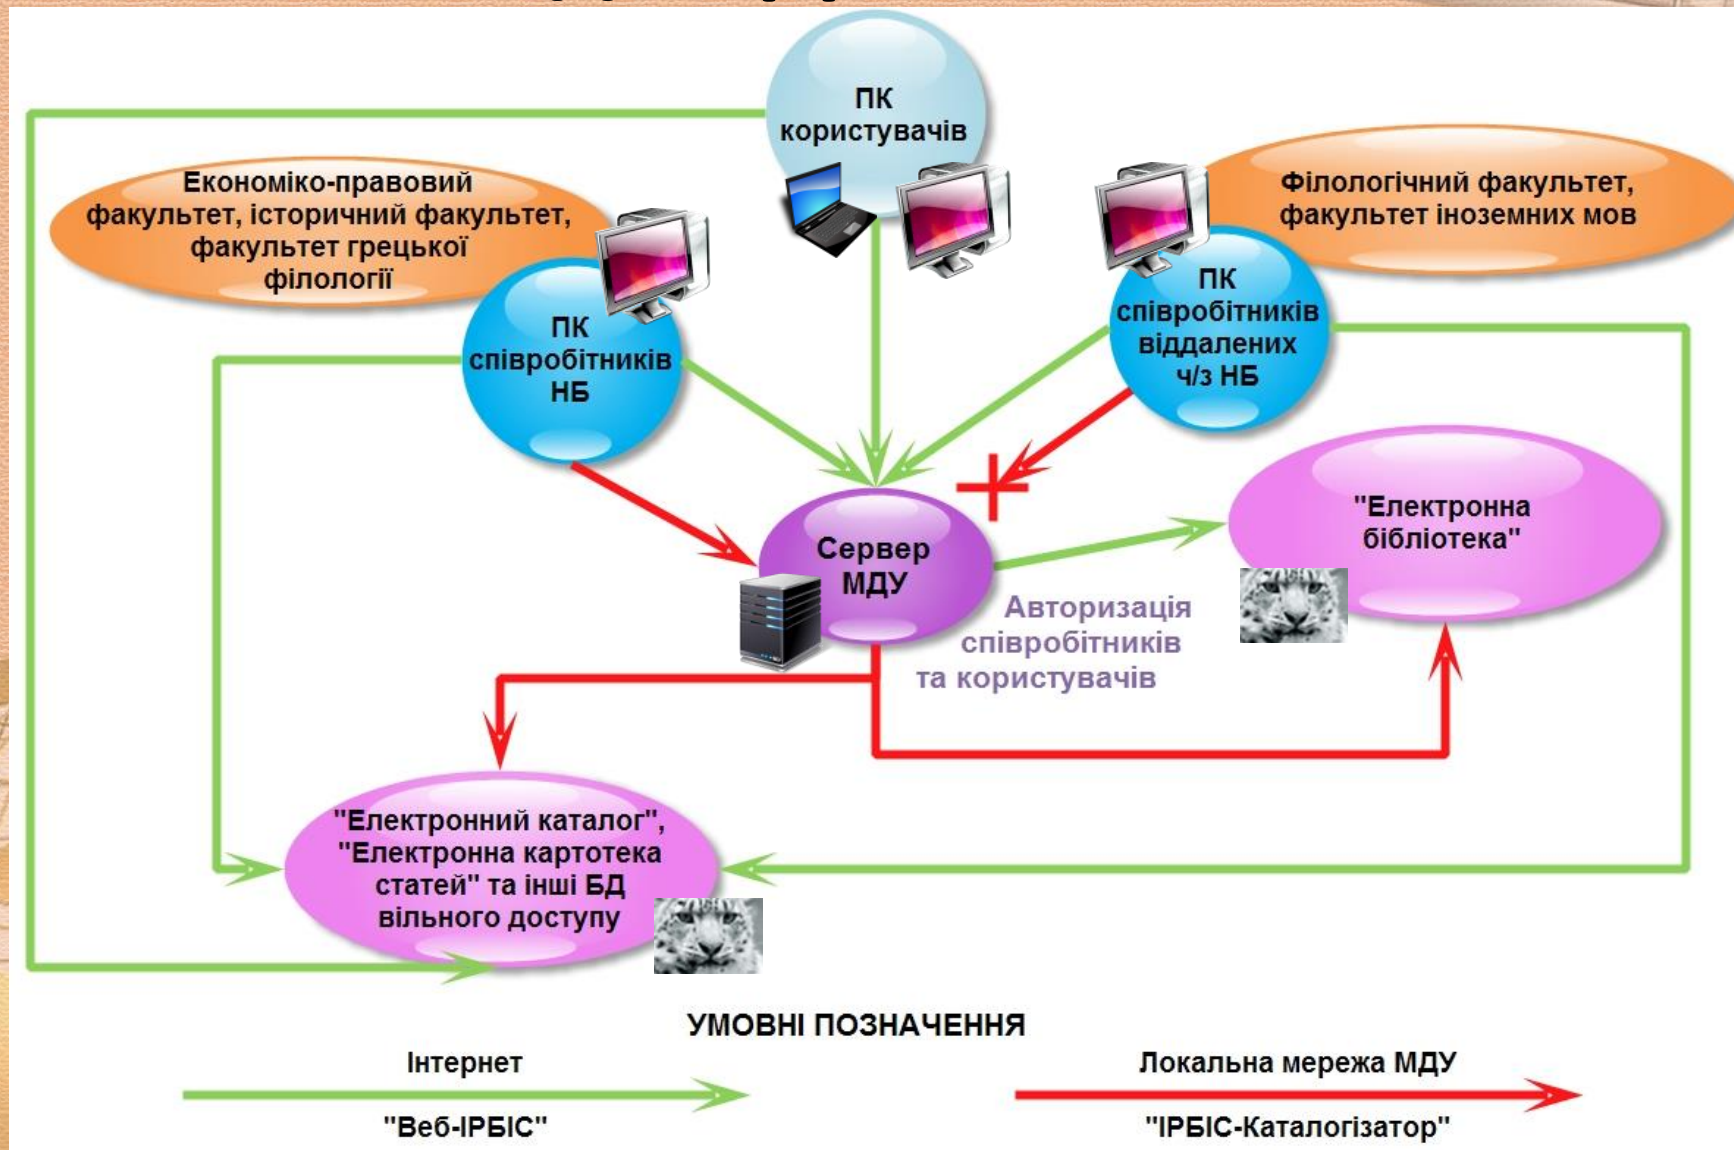 ПК
користувачів
Економіко-правовий
факультет, історичний факультет,
факультет грецької
філології
Філологічний факультет,
факультет іноземних мов
ПК
співробітників
НБ
ПК
співробітників
віддалених
ч/з НБ
Сервер
МДУ
"Електронна
бібліотека"
Авторизація
співробітників
та користувачів
"Електронний каталог",
"Електронна картотека
статей" та інші БД
вільного доступу
УМОВНІ ПОЗНАЧЕННЯ
Інтернет
"Веб-ІРБІС"
Локальна мережа МДУ
"ІРБІС-Каталогізатор"